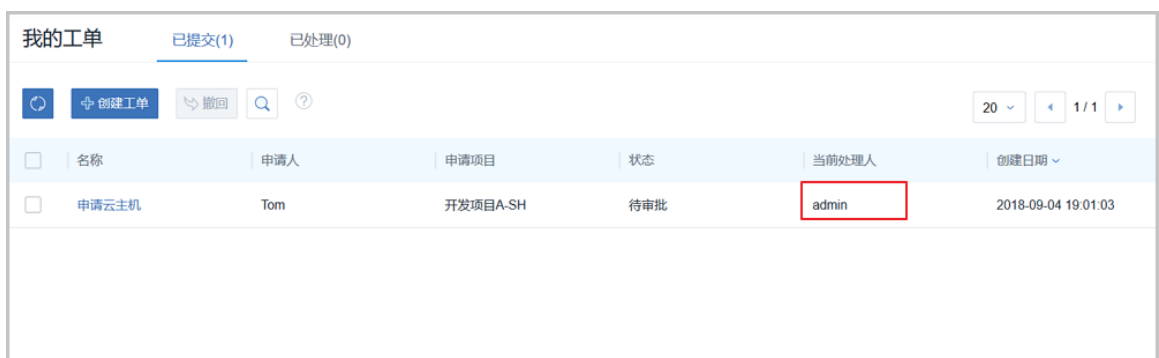 我的工单 已提交(1) 已处理(0)
创建工单 撤回 ? 20 1 / 1
名称 申请人 申请项目 状态 当前处理人 创建日期
申请云主机 Tom 开发项目A-SH 待审批 admin 2018-09-04 19:01:03